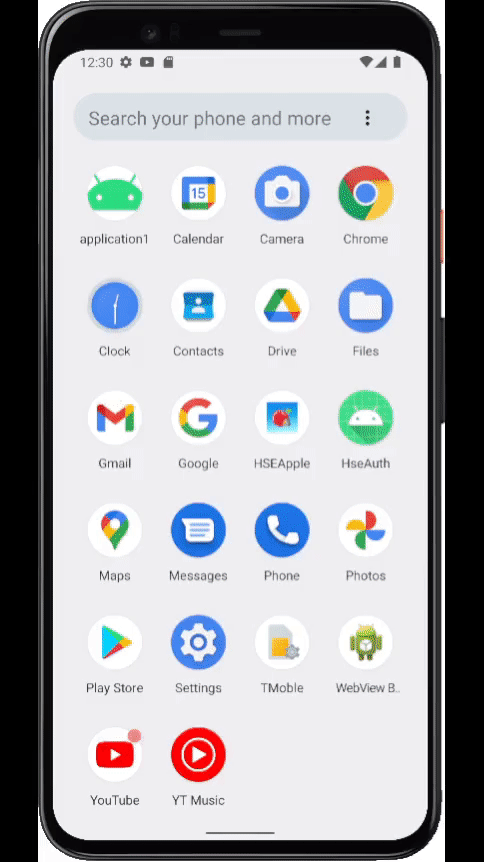 12:30
Search your phone and more
15
application1 Calendar Camera Chrome
Clock Contacts Drive Files
Gmail Google HSEApple HseAuth
Maps Messages Phone Photos
Play Store Settings TMoble WebView B..
YouTube YT Music